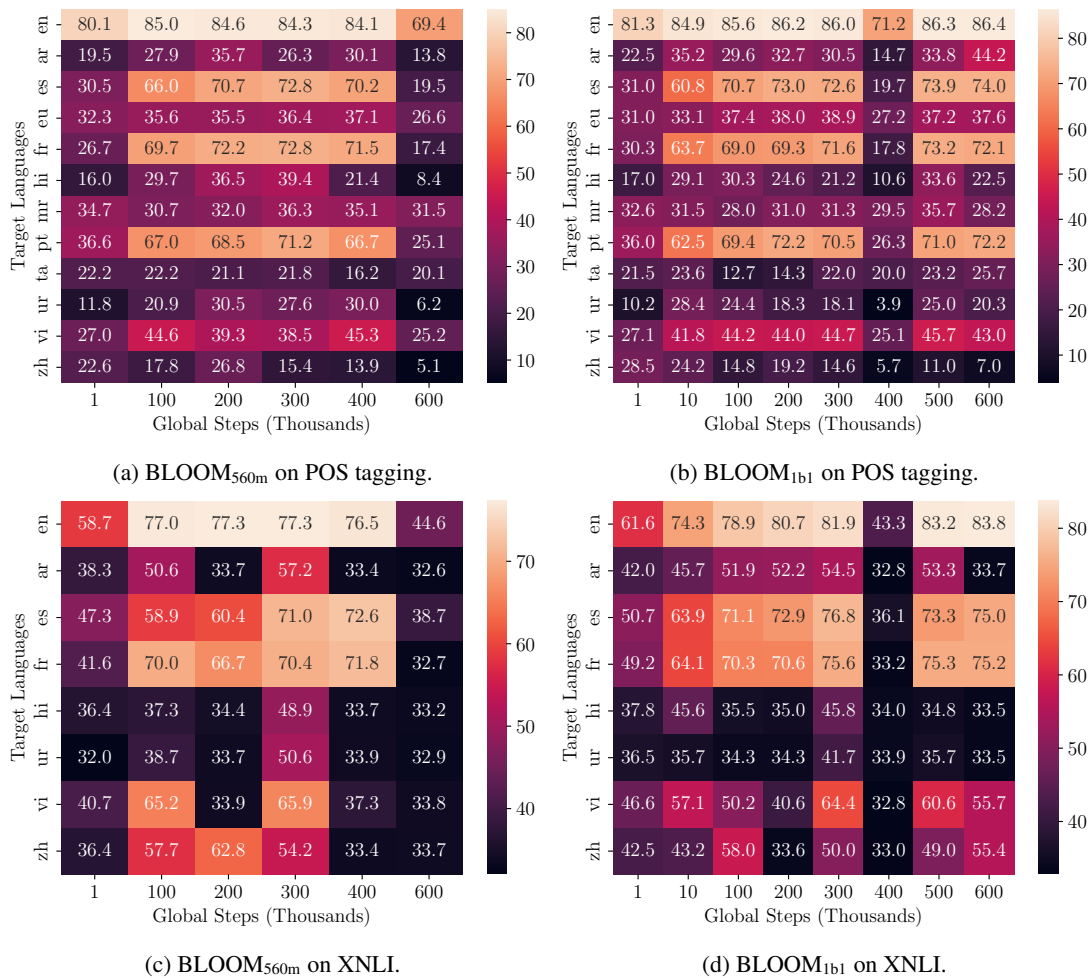 en 80.1 85.0 84.6 84.3 84.1 69.4
ar 19.5 27.9 35.7 26.3 30.1 13.8
es 30.5 66.0 70.7 72.8 70.2 19.5
eu 32.3 35.6 35.5 36.4 37.1 26.6
fr 26.7 69.7 72.2 72.8 71.5 17.4
hi 16.0 29.7 36.5 39.4 21.4 8.4
mr 34.7 30.7 32.0 36.3 35.1 31.5
pt 36.6 67.0 68.5 71.2 66.7 25.1
ta 22.2 22.2 21.1 21.8 16.2 20.1
ur 11.8 20.9 30.5 27.6 30.0 6.2
vi 27.0 44.6 39.3 38.5 45.3 25.2
zh 22.6 17.8 26.8 15.4 13.9 5.1
1 100 200 300 400 600
Global Steps (Thousands)
Target Languages
80
70
60
50
40
30
20
10
(a) BLOOM560m on POS tagging.
en 81.3 84.9 85.6 86.2 86.0 71.2 86.3 86.4
ar 22.5 35.2 29.6 32.7 30.5 14.7 33.8 44.2
es 31.0 60.8 70.7 73.0 72.6 19.7 73.9 74.0
eu 31.0 33.1 37.4 38.0 38.9 27.2 37.2 37.6
fr 30.3 63.7 69.0 69.3 71.6 17.8 73.2 72.1
hi 17.0 29.1 30.3 24.6 21.2 10.6 33.6 22.5
mr 32.6 31.5 28.0 31.0 31.3 29.5 35.7 28.2
pt 36.0 62.5 69.4 72.2 70.5 26.3 71.0 72.2
ta 21.5 23.6 12.7 14.3 22.0 20.0 23.2 25.7
ur 10.2 28.4 24.4 18.3 18.1 3.9 25.0 20.3
vi 27.1 41.8 44.2 44.0 44.7 25.1 45.7 43.0
zh 28.5 24.2 14.8 19.2 14.6 5.7 11.0 7.0
1 10 100 200 300 400 500 600
Global Steps (Thousands)
Target Languages
80
70
60
50
40
30
20
10
(b) BLOOM1b1 on POS tagging.
en 58.7 77.0 77.3 77.3 76.5 44.6
ar 38.3 50.6 33.7 57.2 33.4 32.6
es 47.3 58.9 60.4 71.0 72.6 38.7
fr 41.6 70.0 66.7 70.4 71.8 32.7
hi 36.4 37.3 34.4 48.9 33.7 33.2
ur 32.0 38.7 33.7 50.6 33.9 32.9
vi 40.7 65.2 33.9 65.9 37.3 33.8
zh 36.4 57.7 62.8 54.2 33.4 33.7
1 100 200 300 400 600
Global Steps (Thousands)
Target Languages
70
60
50
40
(c) BLOOM560m on XNLI.
en 61.6 74.3 78.9 80.7 81.9 43.3 83.2 83.8
ar 42.0 45.7 51.9 52.2 54.5 32.8 53.3 33.7
es 50.7 63.9 71.1 72.9 76.8 36.1 73.3 75.0
fr 49.2 64.1 70.3 70.6 75.6 33.2 75.3 75.2
hi 37.8 45.6 35.5 35.0 45.8 34.0 34.8 33.5
ur 36.5 35.7 34.3 34.3 41.7 33.9 35.7 33.5
vi 46.6 57.1 50.2 40.6 64.4 32.8 60.6 55.7
zh 42.5 43.2 58.0 33.6 50.0 33.0 49.0 55.4
1 10 100 200 300 400 500 600
Global Steps (Thousands)
Target Languages
80
70
60
50
40
(d) BLOOM1b1 on XNLI.